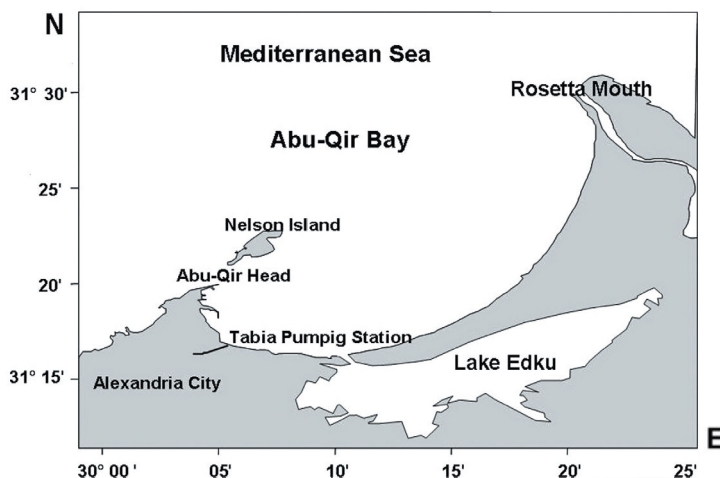 N
Mediterranean Sea
31° 30'
Rosetta Mouth
Abu-Qir Bay
25'
Nelson Island
Abu-Qir Head
20'
Tabia Pumpig Station
Lake Edku
31° 15'
Alexandria City
E
30° 00 ' 05' 10' 15' 20' 25'